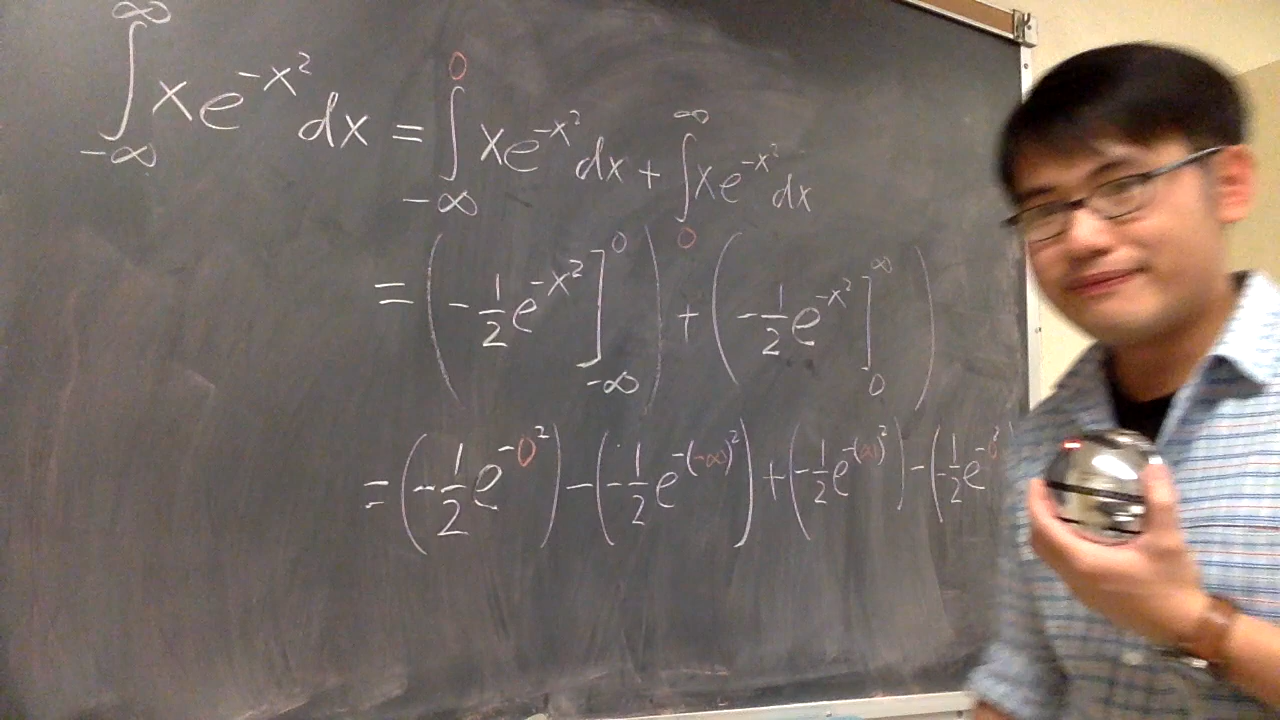 ∫_{-∞}^{∞} xe^{-x²} dx = ∫_{-∞}^{0} xe^{-x²} dx + ∫_{0}^{∞} xe^{-x²} dx
= (-1/2 e^{-x²}]_{-∞}^{0}) + (-1/2 e^{-x²}]_{0}^{∞})
= (-1/2 e^{-0²}) - (-1/2 e^{-(-∞)²}) + (-1/2 e^{-(∞)²}) - (-1/2 e^{-0²})